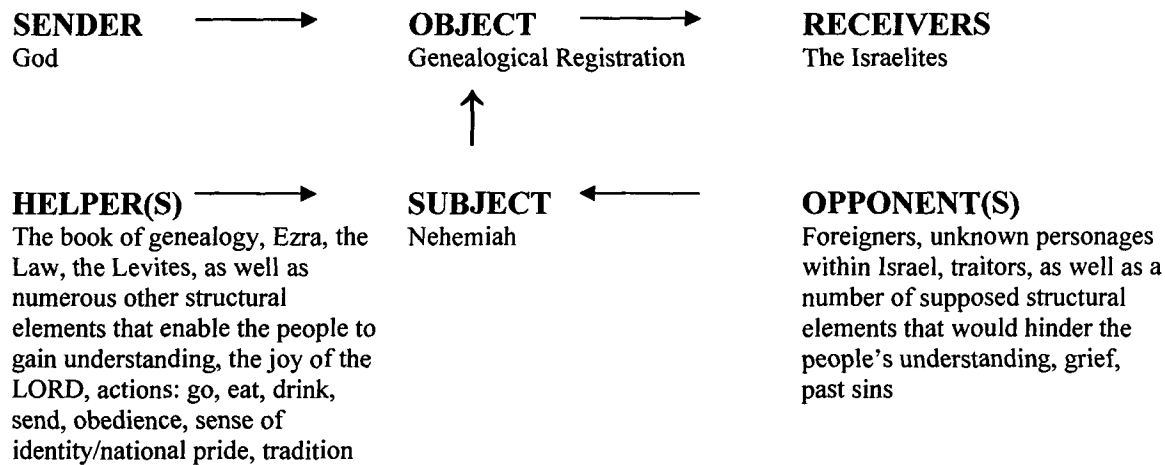 SENDER
God
OBJECT
Genealogical Registration
RECEIVERS
The Israelites
HELPER(S)
The book of genealogy, Ezra, the
Law, the Levites, as well as
numerous other structural
elements that enable the people to
gain understanding, the joy of the
LORD, actions: go, eat, drink,
send, obedience, sense of
identity/national pride, tradition
SUBJECT
Nehemiah
OPPONENT(S)
Foreigners, unknown personages
within Israel, traitors, as well as a
number of supposed structural
elements that would hinder the
people's understanding, grief,
past sins